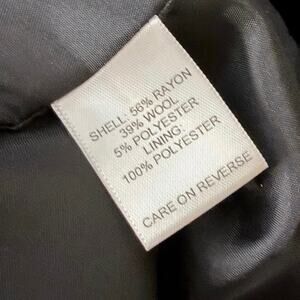 SHELL: 56% RAYON
39% WOOL
5% POLYESTER
LINING:
100% POLYESTER
CARE ON REVERSE